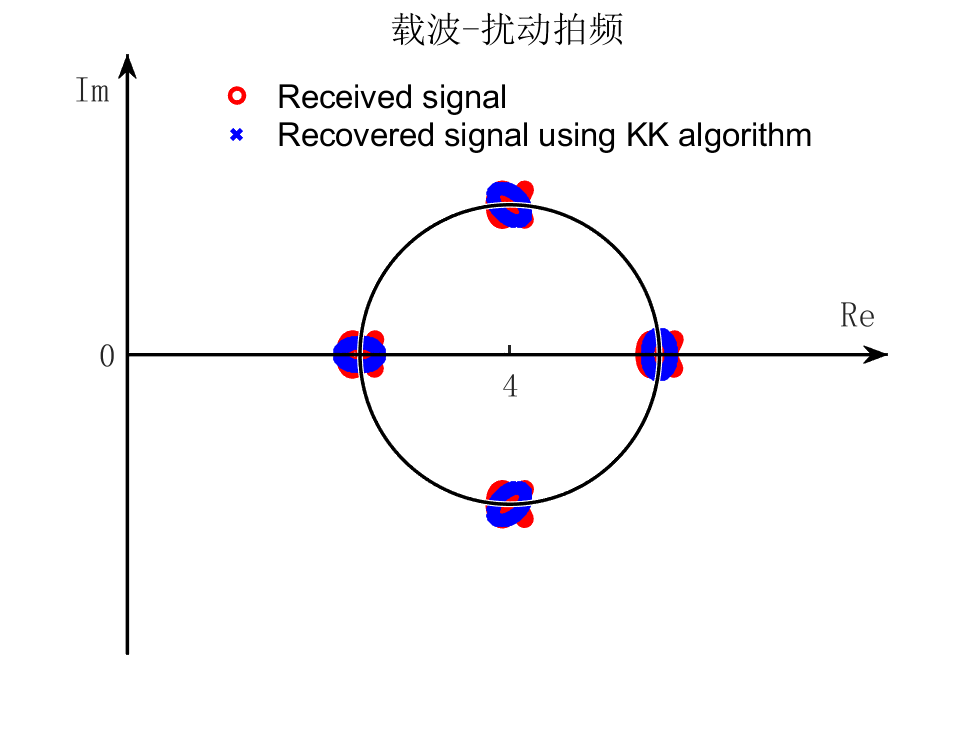 载波-扰动拍频
Im
Received signal
Recovered signal using KK algorithm
Re
0
4